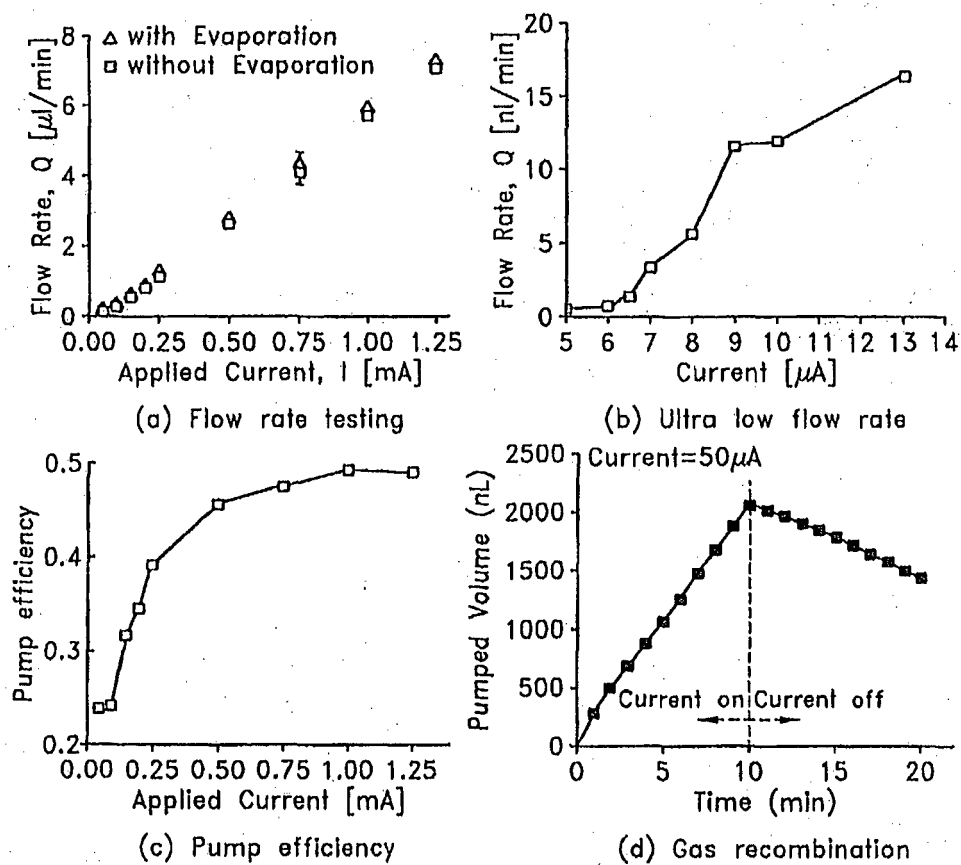 △ with Evaporation
□ without Evaporation
Flow Rate, Q [μl/min]
8
6
4
2
0
0.00 0.25 0.50 0.75 1.00 1.25
Applied Current, I [mA]
(a) Flow rate testing
Flow Rate, Q [nl/min]
20
15
10
5
0
5 6 7 8 9 10 11 12 13 14
Current [μA]
(b) Ultra low flow rate
Pump efficiency
0.5
0.4
0.3
0.2
0.00 0.25 0.50 0.75 1.00 1.25
Applied Current [mA]
(c) Pump efficiency
Pumped Volume (nL)
2500
2000
1500
1000
500
0
Current=50μA
Current on Current off
0 5 10 15 20
Time (min)
(d) Gas recombination